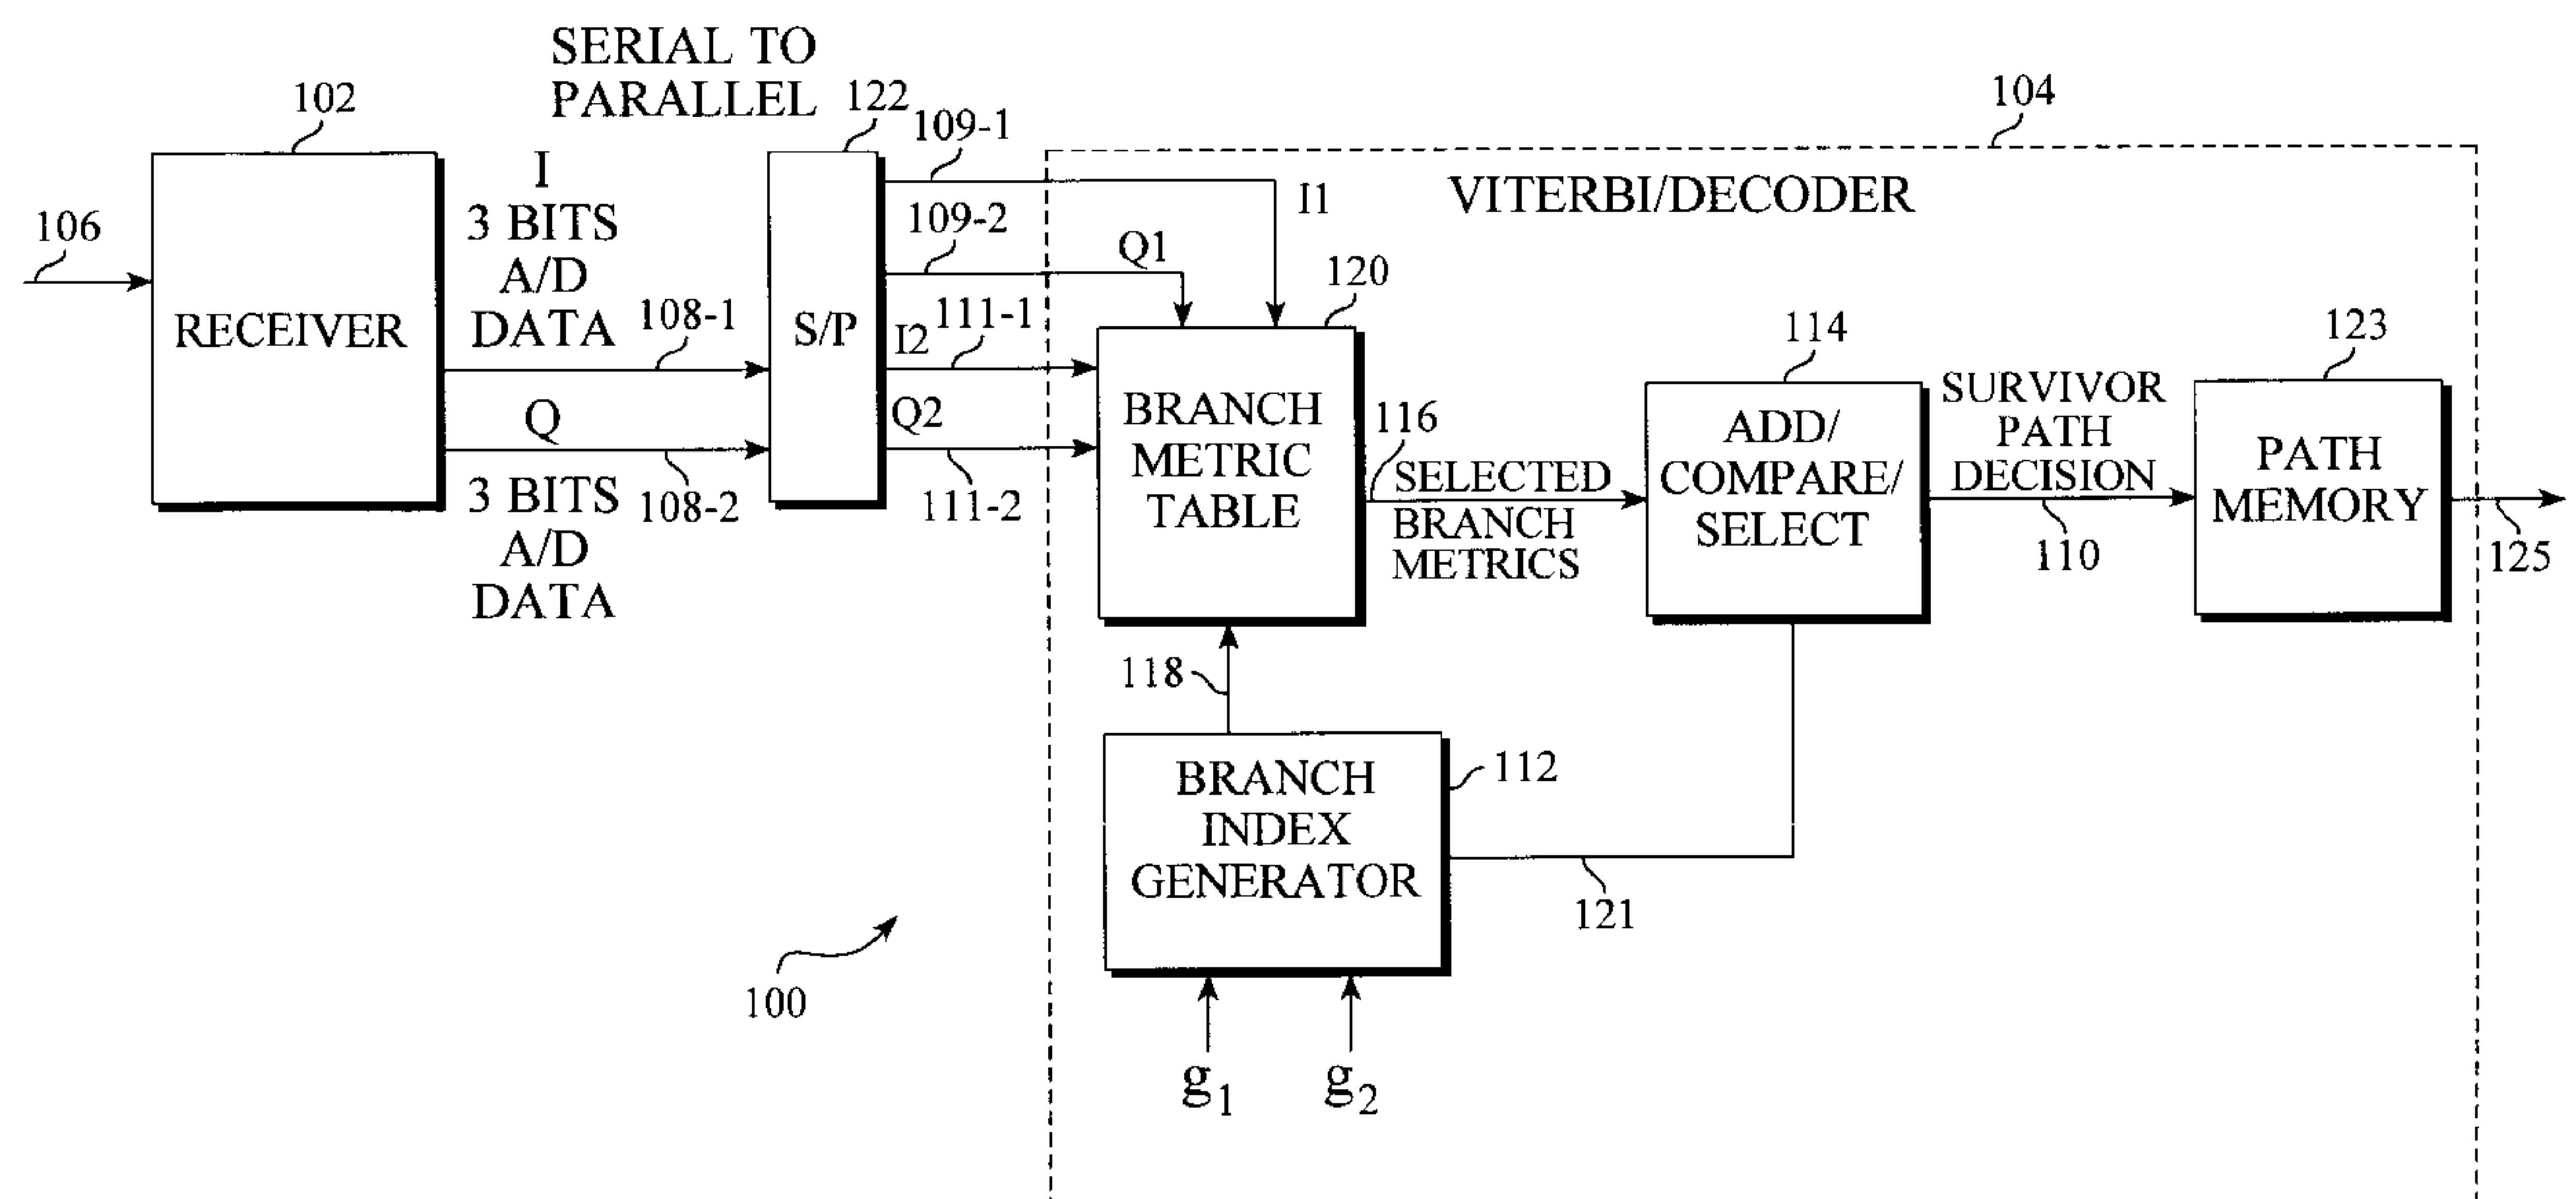 SERIAL TO
PARALLEL
102
122
109-1
104
I
3 BITS
A/D
DATA
109-2
I1
VITERBI/DECODER
106
Q1
120
RECEIVER
108-1
S/P
I2
111-1
114
123
Q
Q2
BRANCH
METRIC
TABLE
116
SELECTED
BRANCH
METRICS
ADD/
COMPARE/
SELECT
SURVIVOR
PATH
DECISION
PATH
MEMORY
3 BITS
A/D
DATA
108-2
111-2
110
125
118
BRANCH
INDEX
GENERATOR
112
121
100
g1
g2